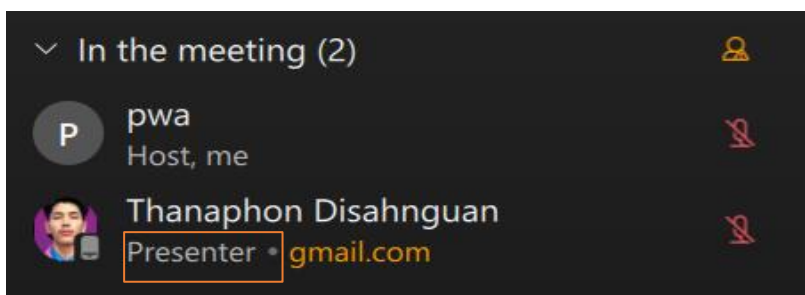 In the meeting (2)
P
pwa
Host, me
Thanaphon Disahnguan
Presenter • gmail.com